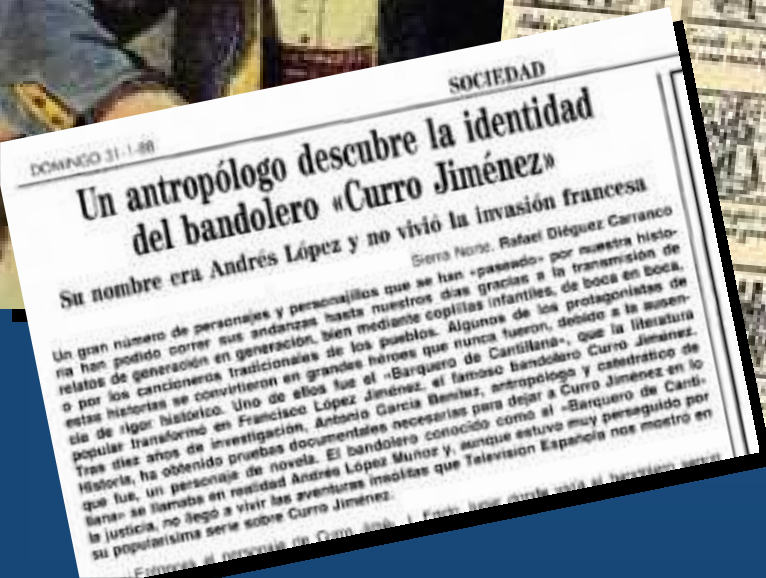 SOCIEDAD
DOMINGO 31-1-88
Un antropólogo descubre la identidad
del bandolero «Curro Jiménez»
Su nombre era Andrés López y no vivió la invasión francesa
Sierra Norte. Rafael Diéguez Carranco
Un gran número de personajes y personajillos que se han «paseado» por nuestra histo-
ria han podido correr sus andanzas hasta nuestros días gracias a la transmisión de
relatos de generación en generación, bien mediante coplillas infantiles, de boca en boca,
o por los cancioneros tradicionales de los pueblos. Algunos de los protagonistas de
estas historias se convirtieron en grandes héroes que nunca fueron, debido a la ausen-
cia de rigor histórico. Uno de ellos fue el «Barquero de Cantillana», que la literatura
popular transformó en Francisco López Jiménez, el famoso bandolero Curro Jiménez.
Tras diez años de investigación, Antonio García Benítez, antropólogo y catedrático de
Historia, ha obtenido pruebas documentales necesarias para dejar a Curro Jiménez en lo
que fue, un personaje de novela. El bandolero conocido como el «Barquero de Canti-
llana» se llamaba en realidad Andrés López Muñoz y, aunque estuvo muy perseguido por
la justicia, no llegó a vivir las aventuras insólitas que Televisión Española nos mostró en
su popularísima serie sobre Curro Jiménez.
Entonces el personaje de Curro